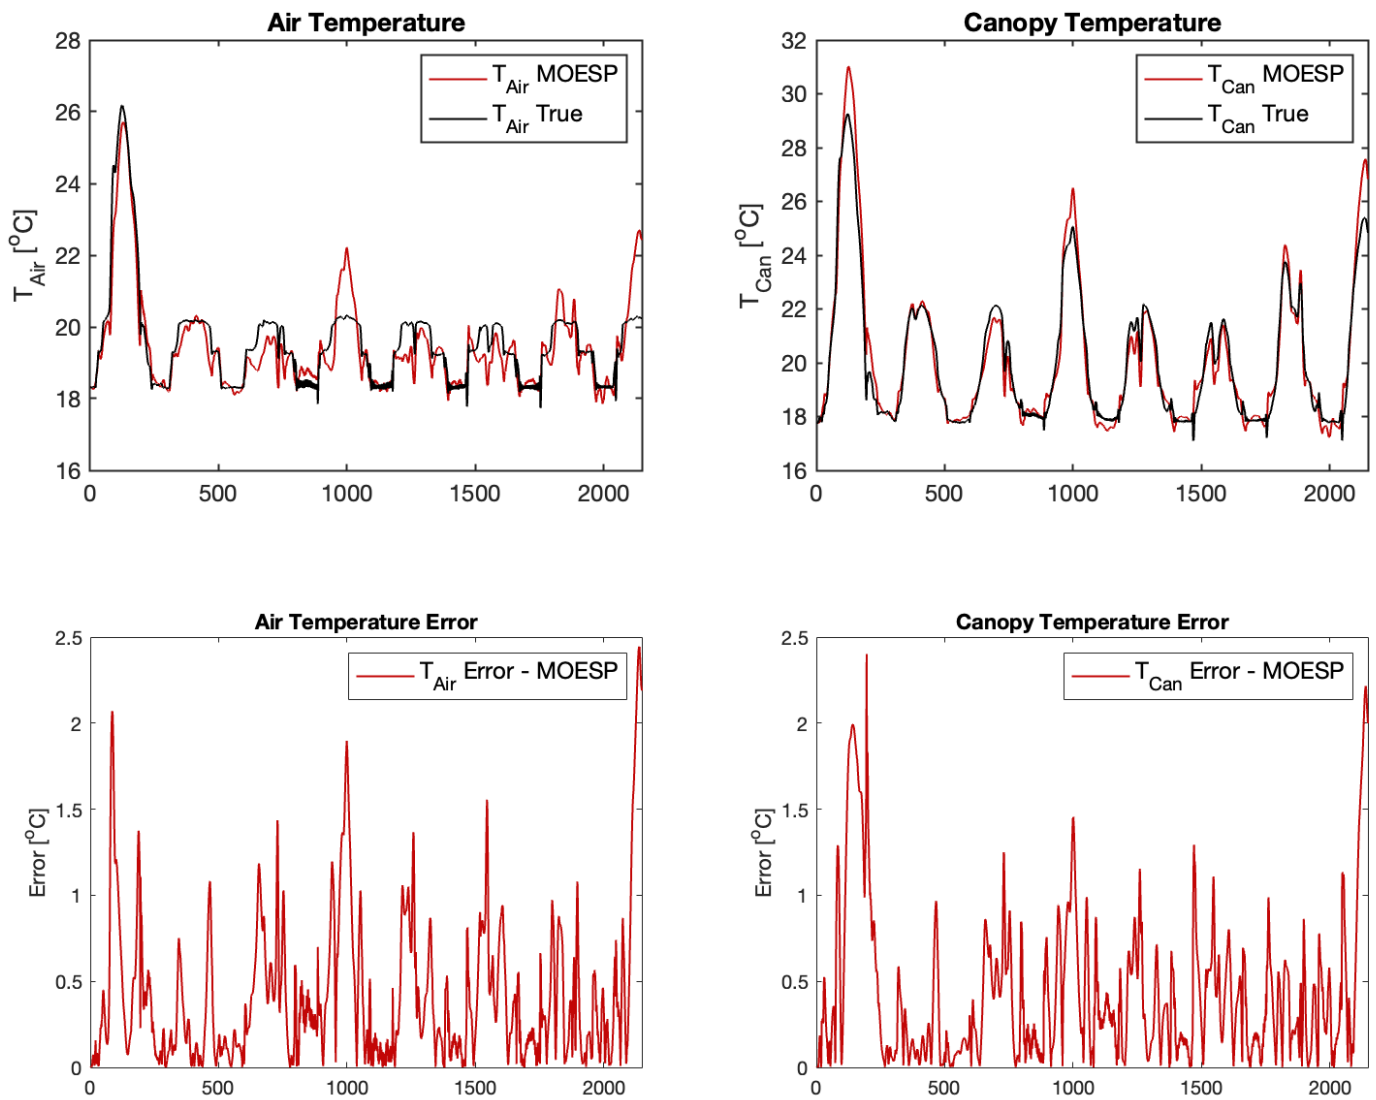 Air Temperature
28
26
24
22
20
18
16
T_Air [°C]
T_Air MOESP
T_Air True
0 500 1000 1500 2000
Canopy Temperature
32
30
28
26
24
22
20
18
16
T_Can [°C]
T_Can MOESP
T_Can True
0 500 1000 1500 2000
Air Temperature Error
2.5
2
1.5
1
0.5
0
Error [°C]
T_Air Error - MOESP
0 500 1000 1500 2000
Canopy Temperature Error
2.5
2
1.5
1
0.5
0
Error [°C]
T_Can Error - MOESP
0 500 1000 1500 2000